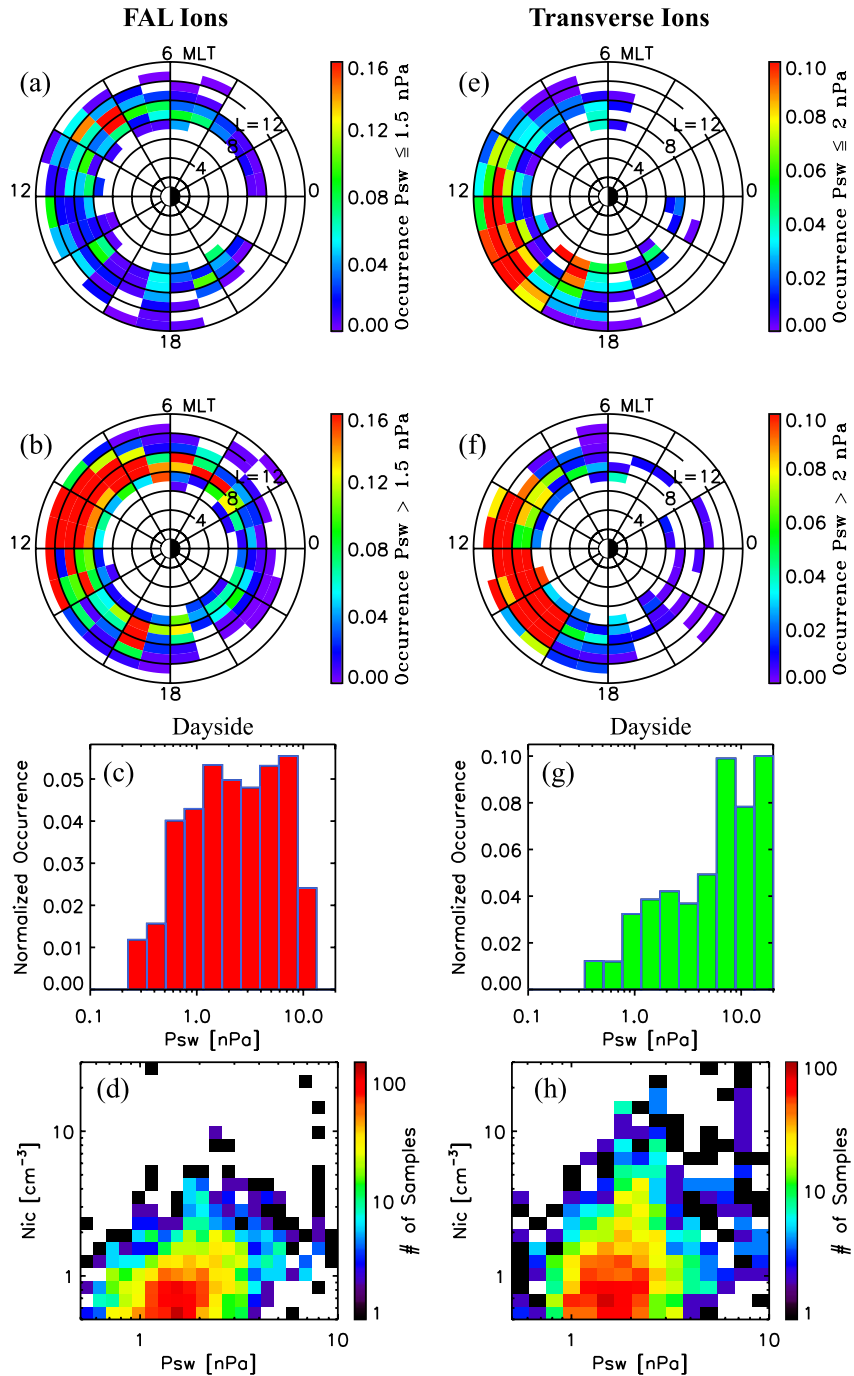 FAL Ions
Transverse Ions
(a)
6 MLT
L=12
8
4
12
0
18
0.16
0.12
0.08
0.04
0.00
Occurrence Psw ≦ 1.5 nPa
(e)
6 MLT
L=12
8
4
12
0
18
0.10
0.08
0.06
0.04
0.02
0.00
Occurrence Psw ≦ 2 nPa
(b)
6 MLT
L=12
8
4
12
0
18
0.16
0.12
0.08
0.04
0.00
Occurrence Psw > 1.5 nPa
(f)
6 MLT
L=12
8
4
12
0
18
0.10
0.08
0.06
0.04
0.02
0.00
Occurrence Psw > 2 nPa
Dayside
(c)
Normalized Occurrence
0.05
0.04
0.03
0.02
0.01
0.00
0.1
1.0
10.0
Psw [nPa]
Dayside
(g)
Normalized Occurrence
0.10
0.08
0.06
0.04
0.02
0.00
0.1
1.0
10.0
Psw [nPa]
(d)
Nic [cm⁻³]
10
1
1
10
Psw [nPa]
100
10
1
# of Samples
(h)
Nic [cm⁻³]
10
1
1
10
Psw [nPa]
100
10
1
# of Samples